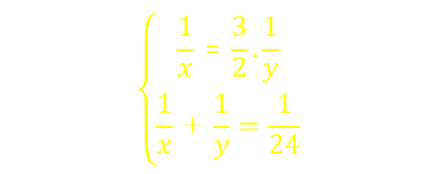 1/x = 3/2 . 1/y
1/x + 1/y = 1/24